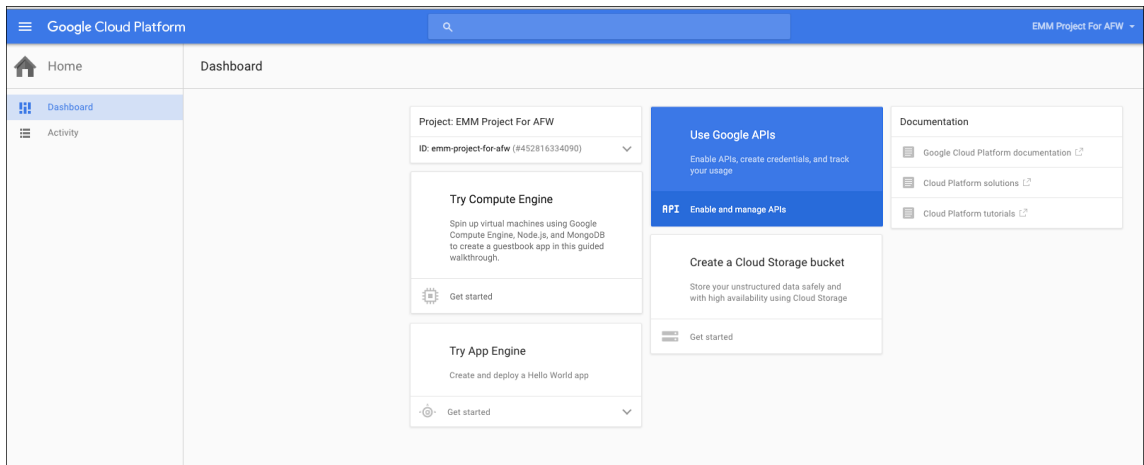 Google Cloud Platform
EMM Project For AFW
Home
Dashboard
Dashboard
Activity
Project: EMM Project For AFW
ID: emm-project-for-afw (#452816334090)
Try Compute Engine
Spin up virtual machines using Google
Compute Engine, Node.js, and MongoDB
to create a guestbook app in this guided
walkthrough.
Get started
Try App Engine
Create and deploy a Hello World app
Get started
Use Google APIs
Enable APIs, create credentials, and track
your usage
API Enable and manage APIs
Create a Cloud Storage bucket
Store your unstructured data safely and
with high availability using Cloud Storage
Get started
Documentation
Google Cloud Platform documentation
Cloud Platform solutions
Cloud Platform tutorials